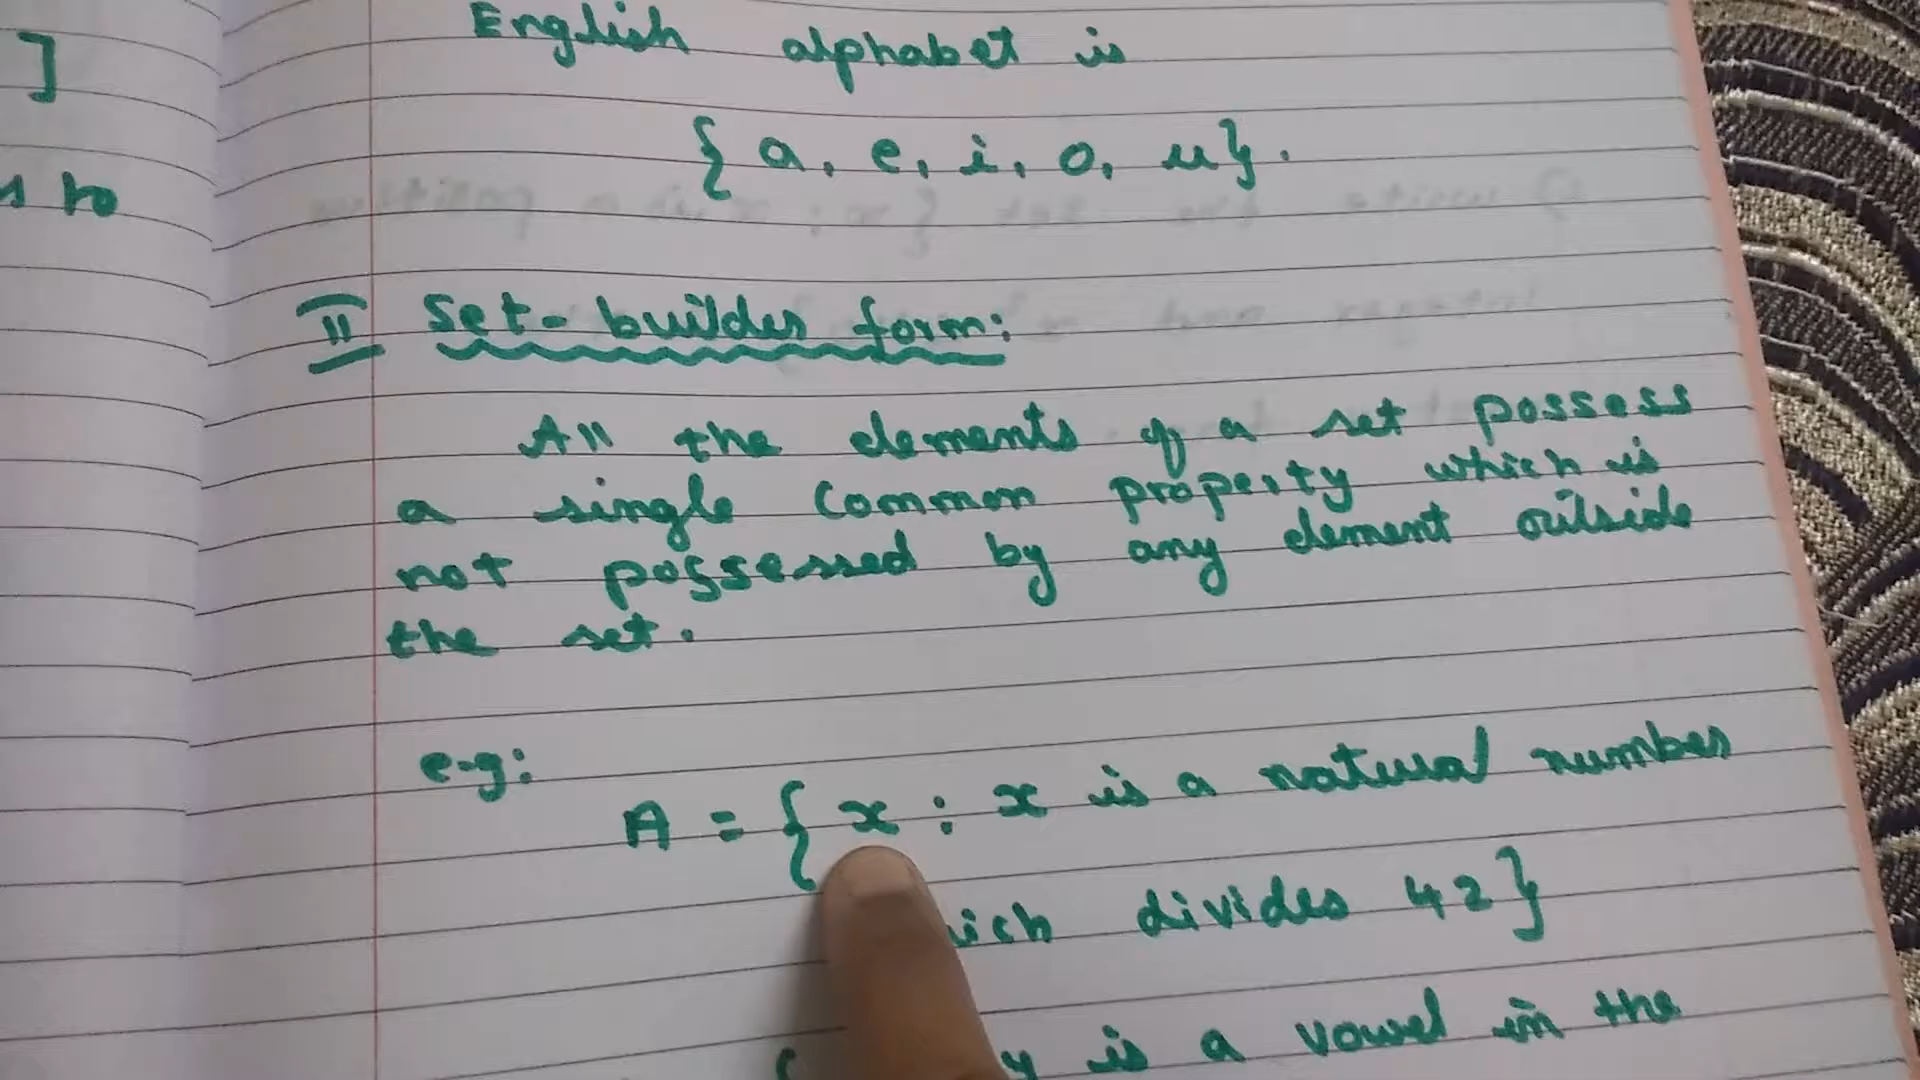 ]
s to
English alphabet is
{a, e, i, o, u}.
II Set-builder form:
All the elements of a set possess
a single common property which is
not possessed by any element outside
the set.
e.g:
A = {x : x is a natural number
ich divides 42}
y is a vowel in the